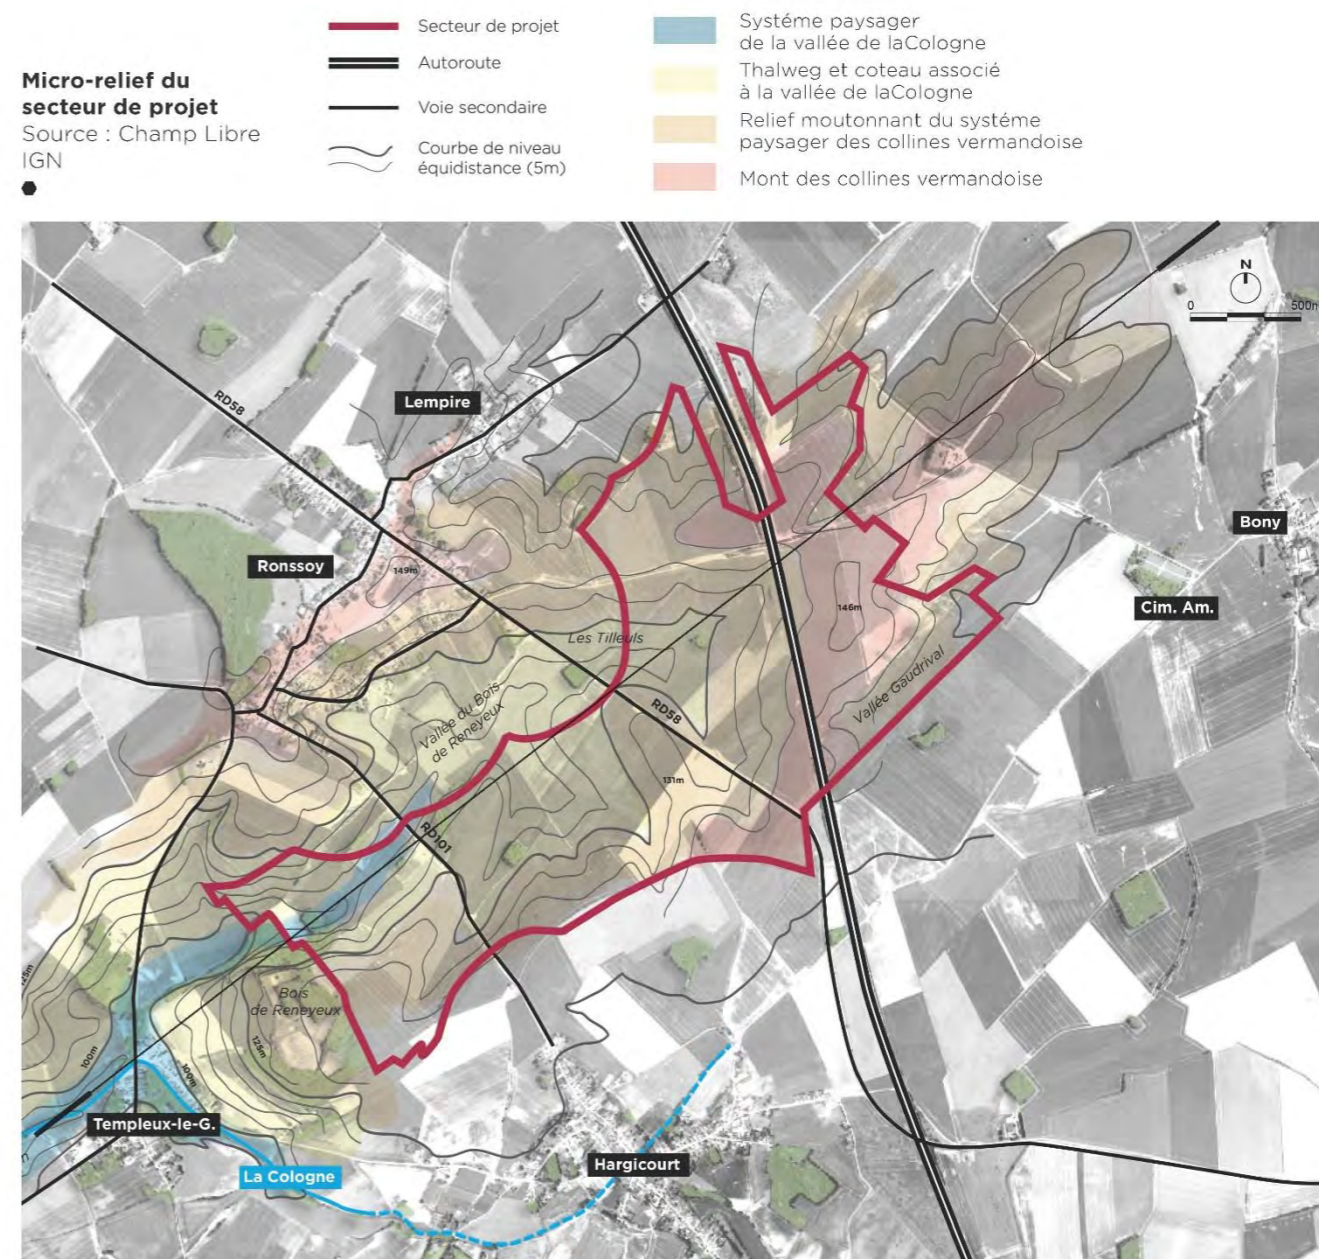 Micro-relief du
secteur de projet
Source : Champ Libre
IGN
Secteur de projet
Autoroute
Voie secondaire
Courbe de niveau
équidistance (5m)
Systéme paysager
de la vallée de laCologne
Thalweg et coteau associé
à la vallée de laCologne
Relief moutonnant du systéme
paysager des collines vermandoise
Mont des collines vermandoise
N
0 500m
RD58
Lempire
Ronssoy
149m
Bony
Cim. Am.
146m
Les Tilleuls
Vallée Gaudrival
Vallée du Bois
de Reneyeux
RD58
131m
RD101
125m
Bois
de Reneyeux
125m
100m
100m
Templeux-le-G.
La Cologne
Hargicourt